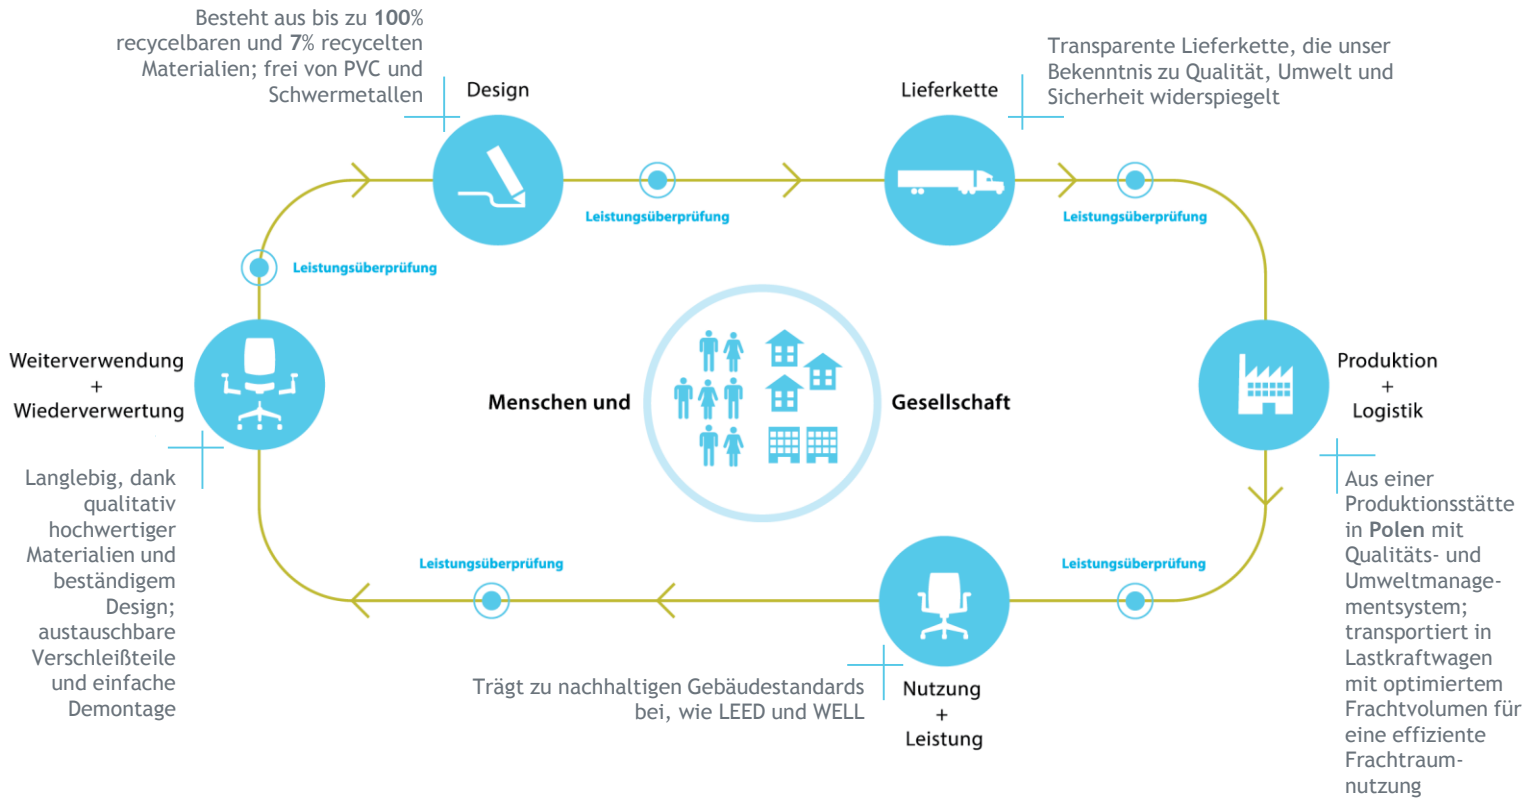 Besteht aus bis zu 100%
recycelbaren und 7% recycelten
Materialien; frei von PVC und
Schwermetallen
Design
Lieferkette
Transparente Lieferkette, die unser
Bekenntnis zu Qualität, Umwelt und
Sicherheit widerspiegelt
Leistungsüberprüfung
Leistungsüberprüfung
Leistungsüberprüfung
Weiterverwendung
+
Wiederverwertung
Menschen und
Gesellschaft
Produktion
+
Logistik
Langlebig, dank
qualitativ
hochwertiger
Materialien und
beständigem
Design;
austauschbare
Verschleißteile
und einfache
Demontage
Leistungsüberprüfung
Leistungsüberprüfung
Aus einer
Produktionsstätte
in Polen mit
Qualitäts- und
Umweltmanage-
mentsystem;
transportiert in
Lastkraftwagen
mit optimiertem
Frachtvolumen für
eine effiziente
Frachtraum-
nutzung
Trägt zu nachhaltigen Gebäudestandards
bei, wie LEED und WELL
Nutzung
+
Leistung